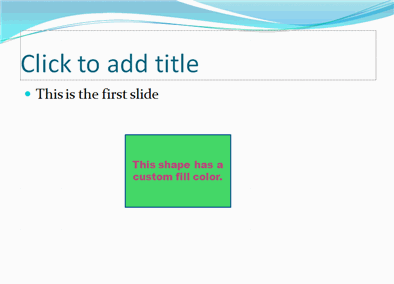 Click to add title
This is the first slide
This shape has a
custom fill color.